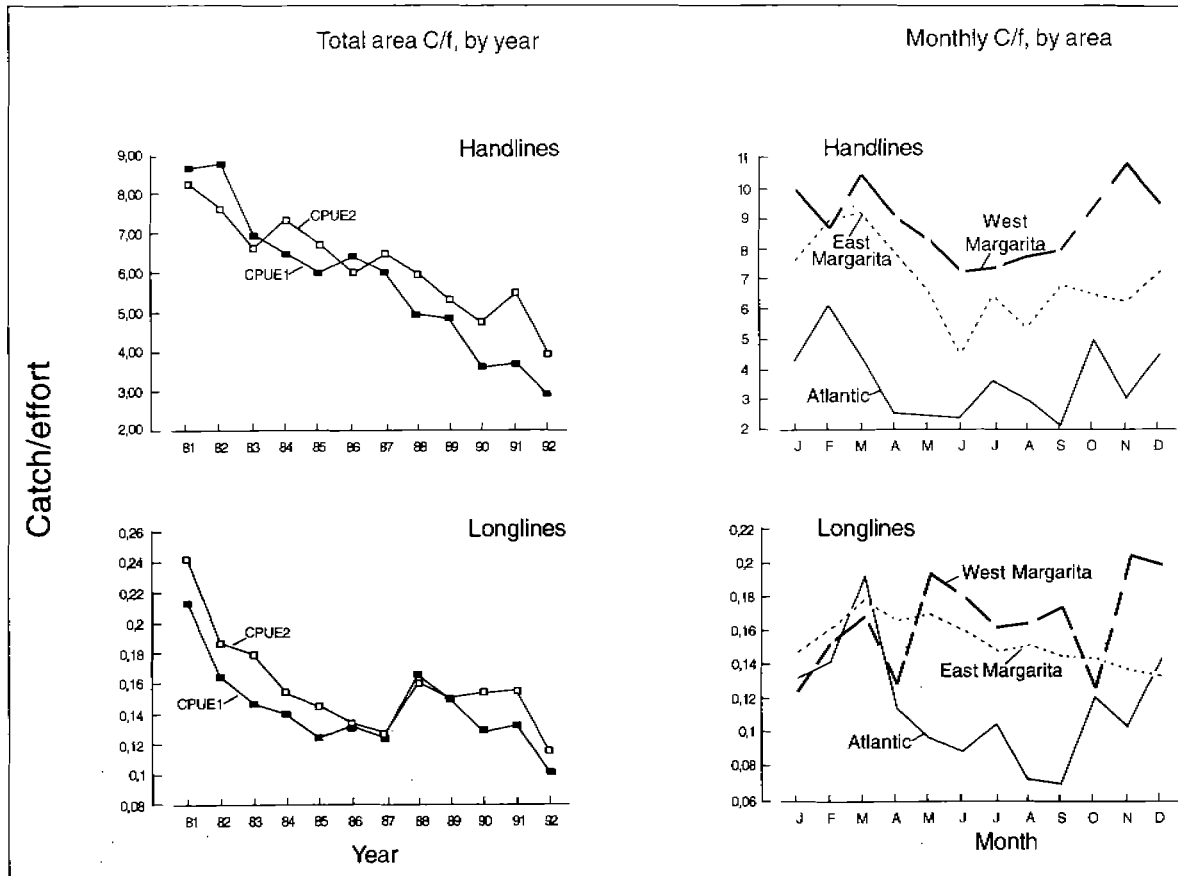 Total area C/f, by year
Monthly C/f, by area
Catch/effort
Handlines
9,00
8,00
7,00
6,00
5,00
4,00
3,00
2,00
CPUE2
CPUE1
81 82 83 84 85 86 87 88 89 90 91 92
Handlines
11
10
9
8
7
6
5
4
3
2
West
Margarita
East
Margarita
Atlantic
J F M A M J J A S O N D
Longlines
0,26
0,24
0,22
0,2
0,18
0,16
0,14
0,12
0,1
0,08
CPUE2
CPUE1
81 82 83 84 85 86 87 88 89 90 91 92
Year
Longlines
0,22
0,2
0,18
0,16
0,14
0,12
0,1
0,08
0,06
West Margarita
East Margarita
Atlantic
J F M A M J J A S O N D
Month